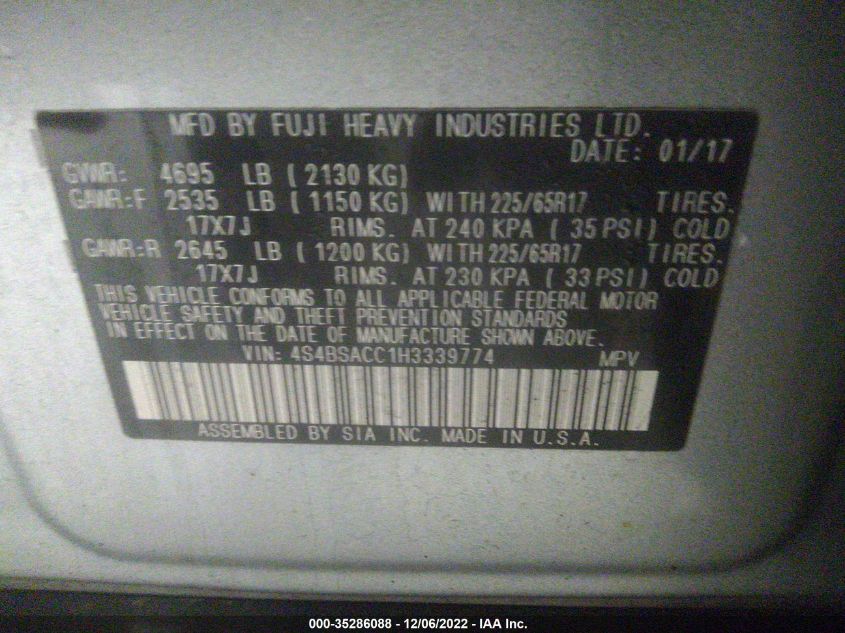 MFD BY FUJI HEAVY INDUSTRIES LTD.
DATE: 01/17
GVWR: 4695 LB ( 2130 KG)
GAWR:F 2535 LB ( 1150 KG) WITH 225/65R17 TIRES.
17X7J RIMS. AT 240 KPA ( 35 PSI) COLD
GAWR:R 2645 LB ( 1200 KG) WITH 225/65R17 TIRES.
17X7J RIMS. AT 230 KPA ( 33 PSI) COLD
THIS VEHICLE CONFORMS TO ALL APPLICABLE FEDERAL MOTOR
VEHICLE SAFETY AND THEFT PREVENTION STANDARDS
IN EFFECT ON THE DATE OF MANUFACTURE SHOWN ABOVE.
VIN: 4S4BSACC1H3339774 MPV
ASSEMBLED BY SIA INC. MADE IN U.S.A.
000-35286088 - 12/06/2022 - IAA Inc.